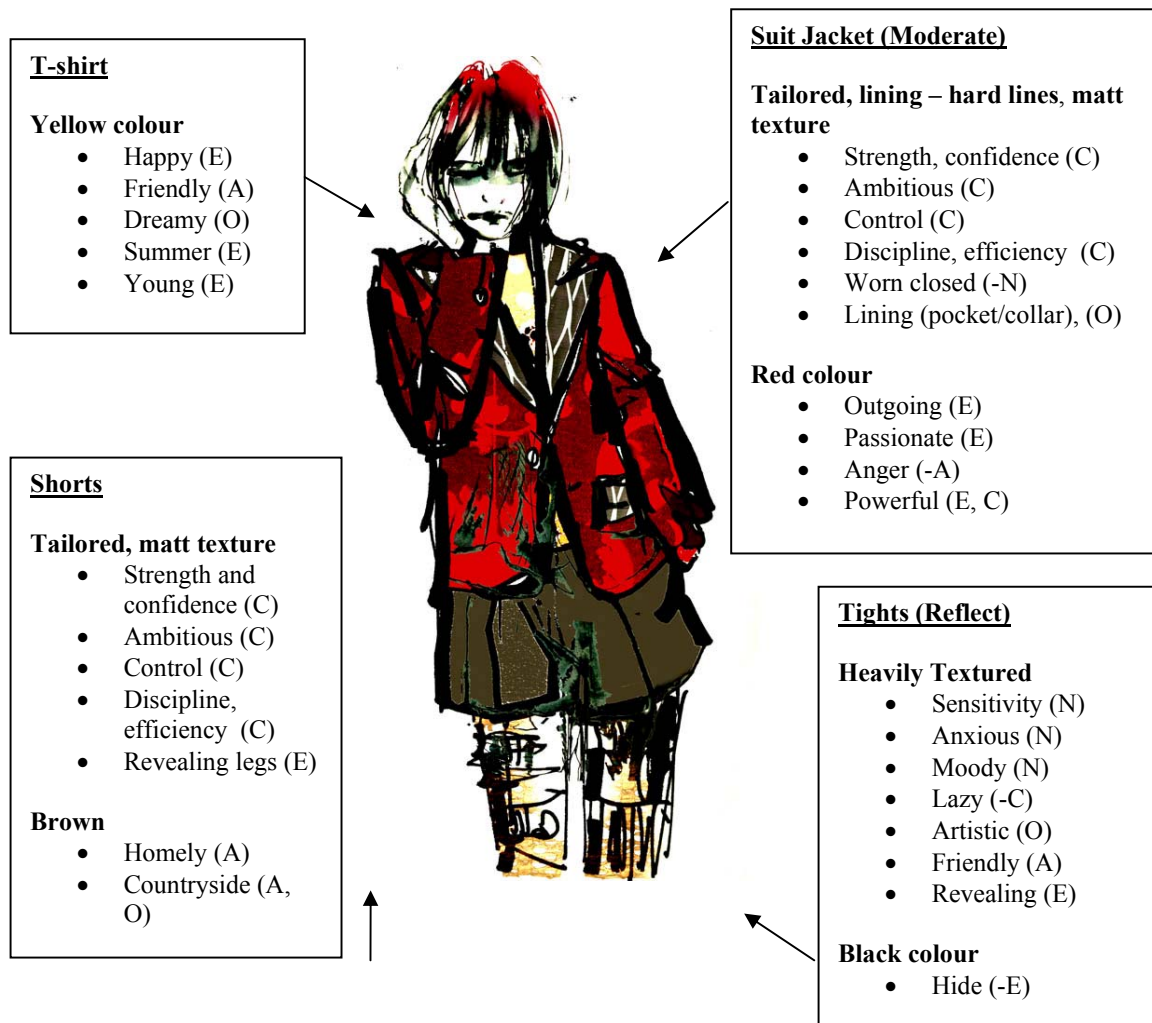 T-shirt
Yellow colour
• Happy (E)
• Friendly (A)
• Dreamy (O)
• Summer (E)
• Young (E)
Suit Jacket (Moderate)
Tailored, lining – hard lines, matt
texture
• Strength, confidence (C)
• Ambitious (C)
• Control (C)
• Discipline, efficiency  (C)
• Worn closed (-N)
• Lining (pocket/collar), (O)
Red colour
• Outgoing (E)
• Passionate (E)
• Anger (-A)
• Powerful (E, C)
Shorts
Tailored, matt texture
• Strength and
confidence (C)
• Ambitious (C)
• Control (C)
• Discipline,
efficiency  (C)
• Revealing legs (E)
Brown
• Homely (A)
• Countryside (A,
O)
Tights (Reflect)
Heavily Textured
• Sensitivity (N)
• Anxious (N)
• Moody (N)
• Lazy (-C)
• Artistic (O)
• Friendly (A)
• Revealing (E)
Black colour
• Hide (-E)